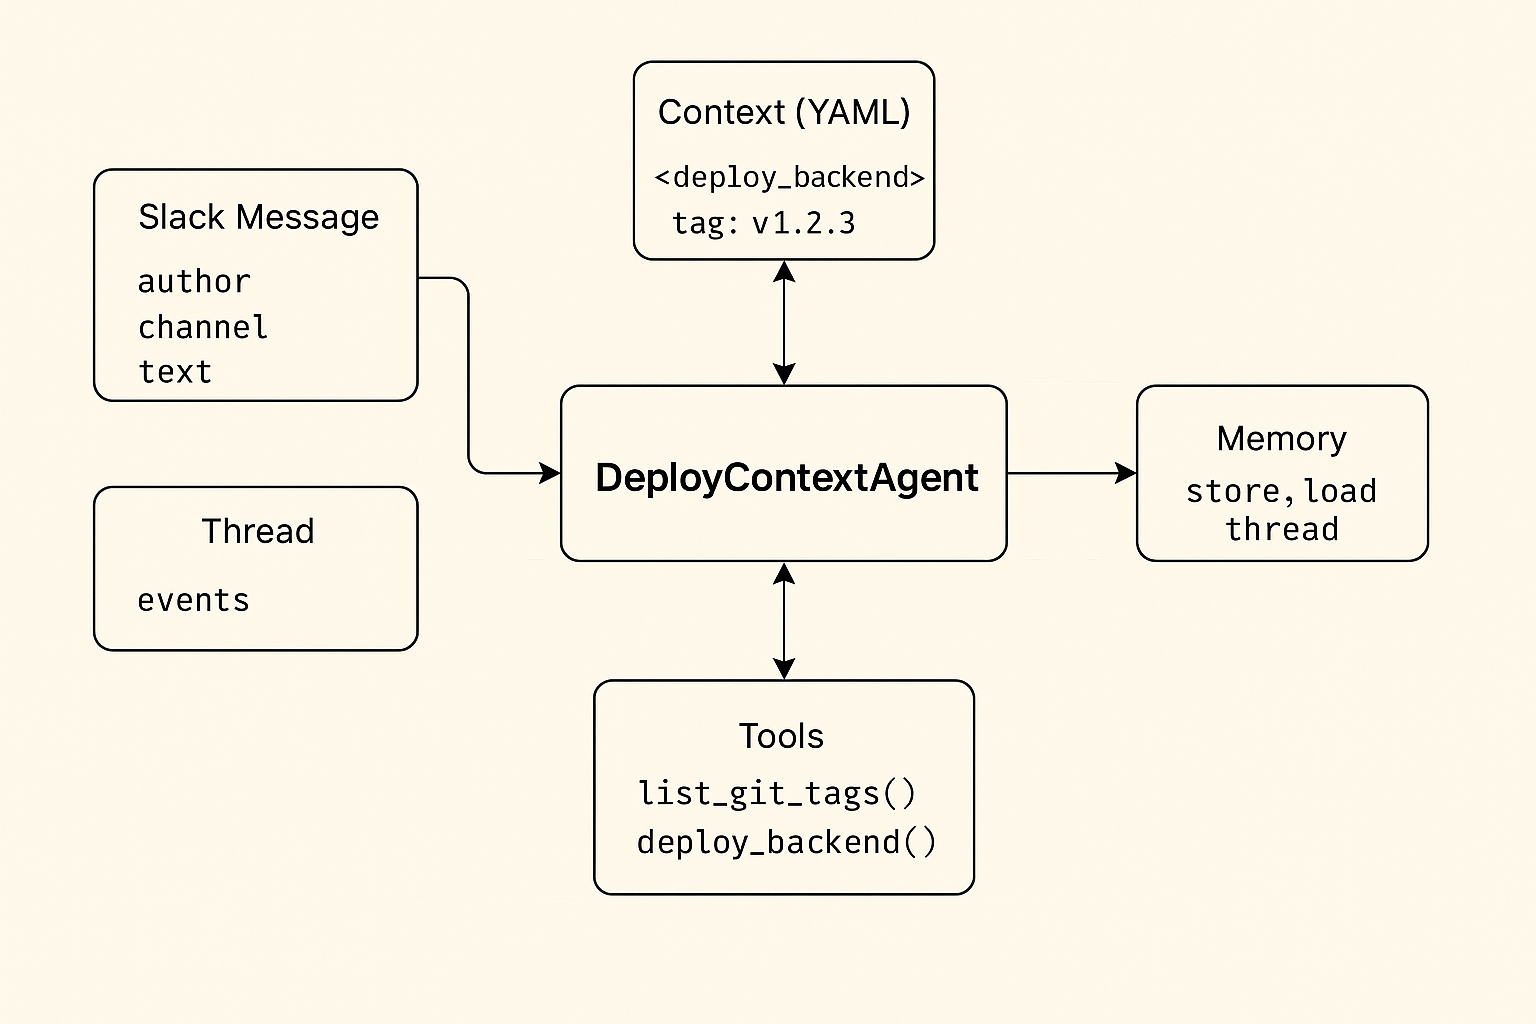 Context (YAML)
<deploy_backend>
tag: v1.2.3
Slack Message
author
channel
text
DeployContextAgent
Memory
store, load
thread
Thread
events
Tools
list_git_tags()
deploy_backend()